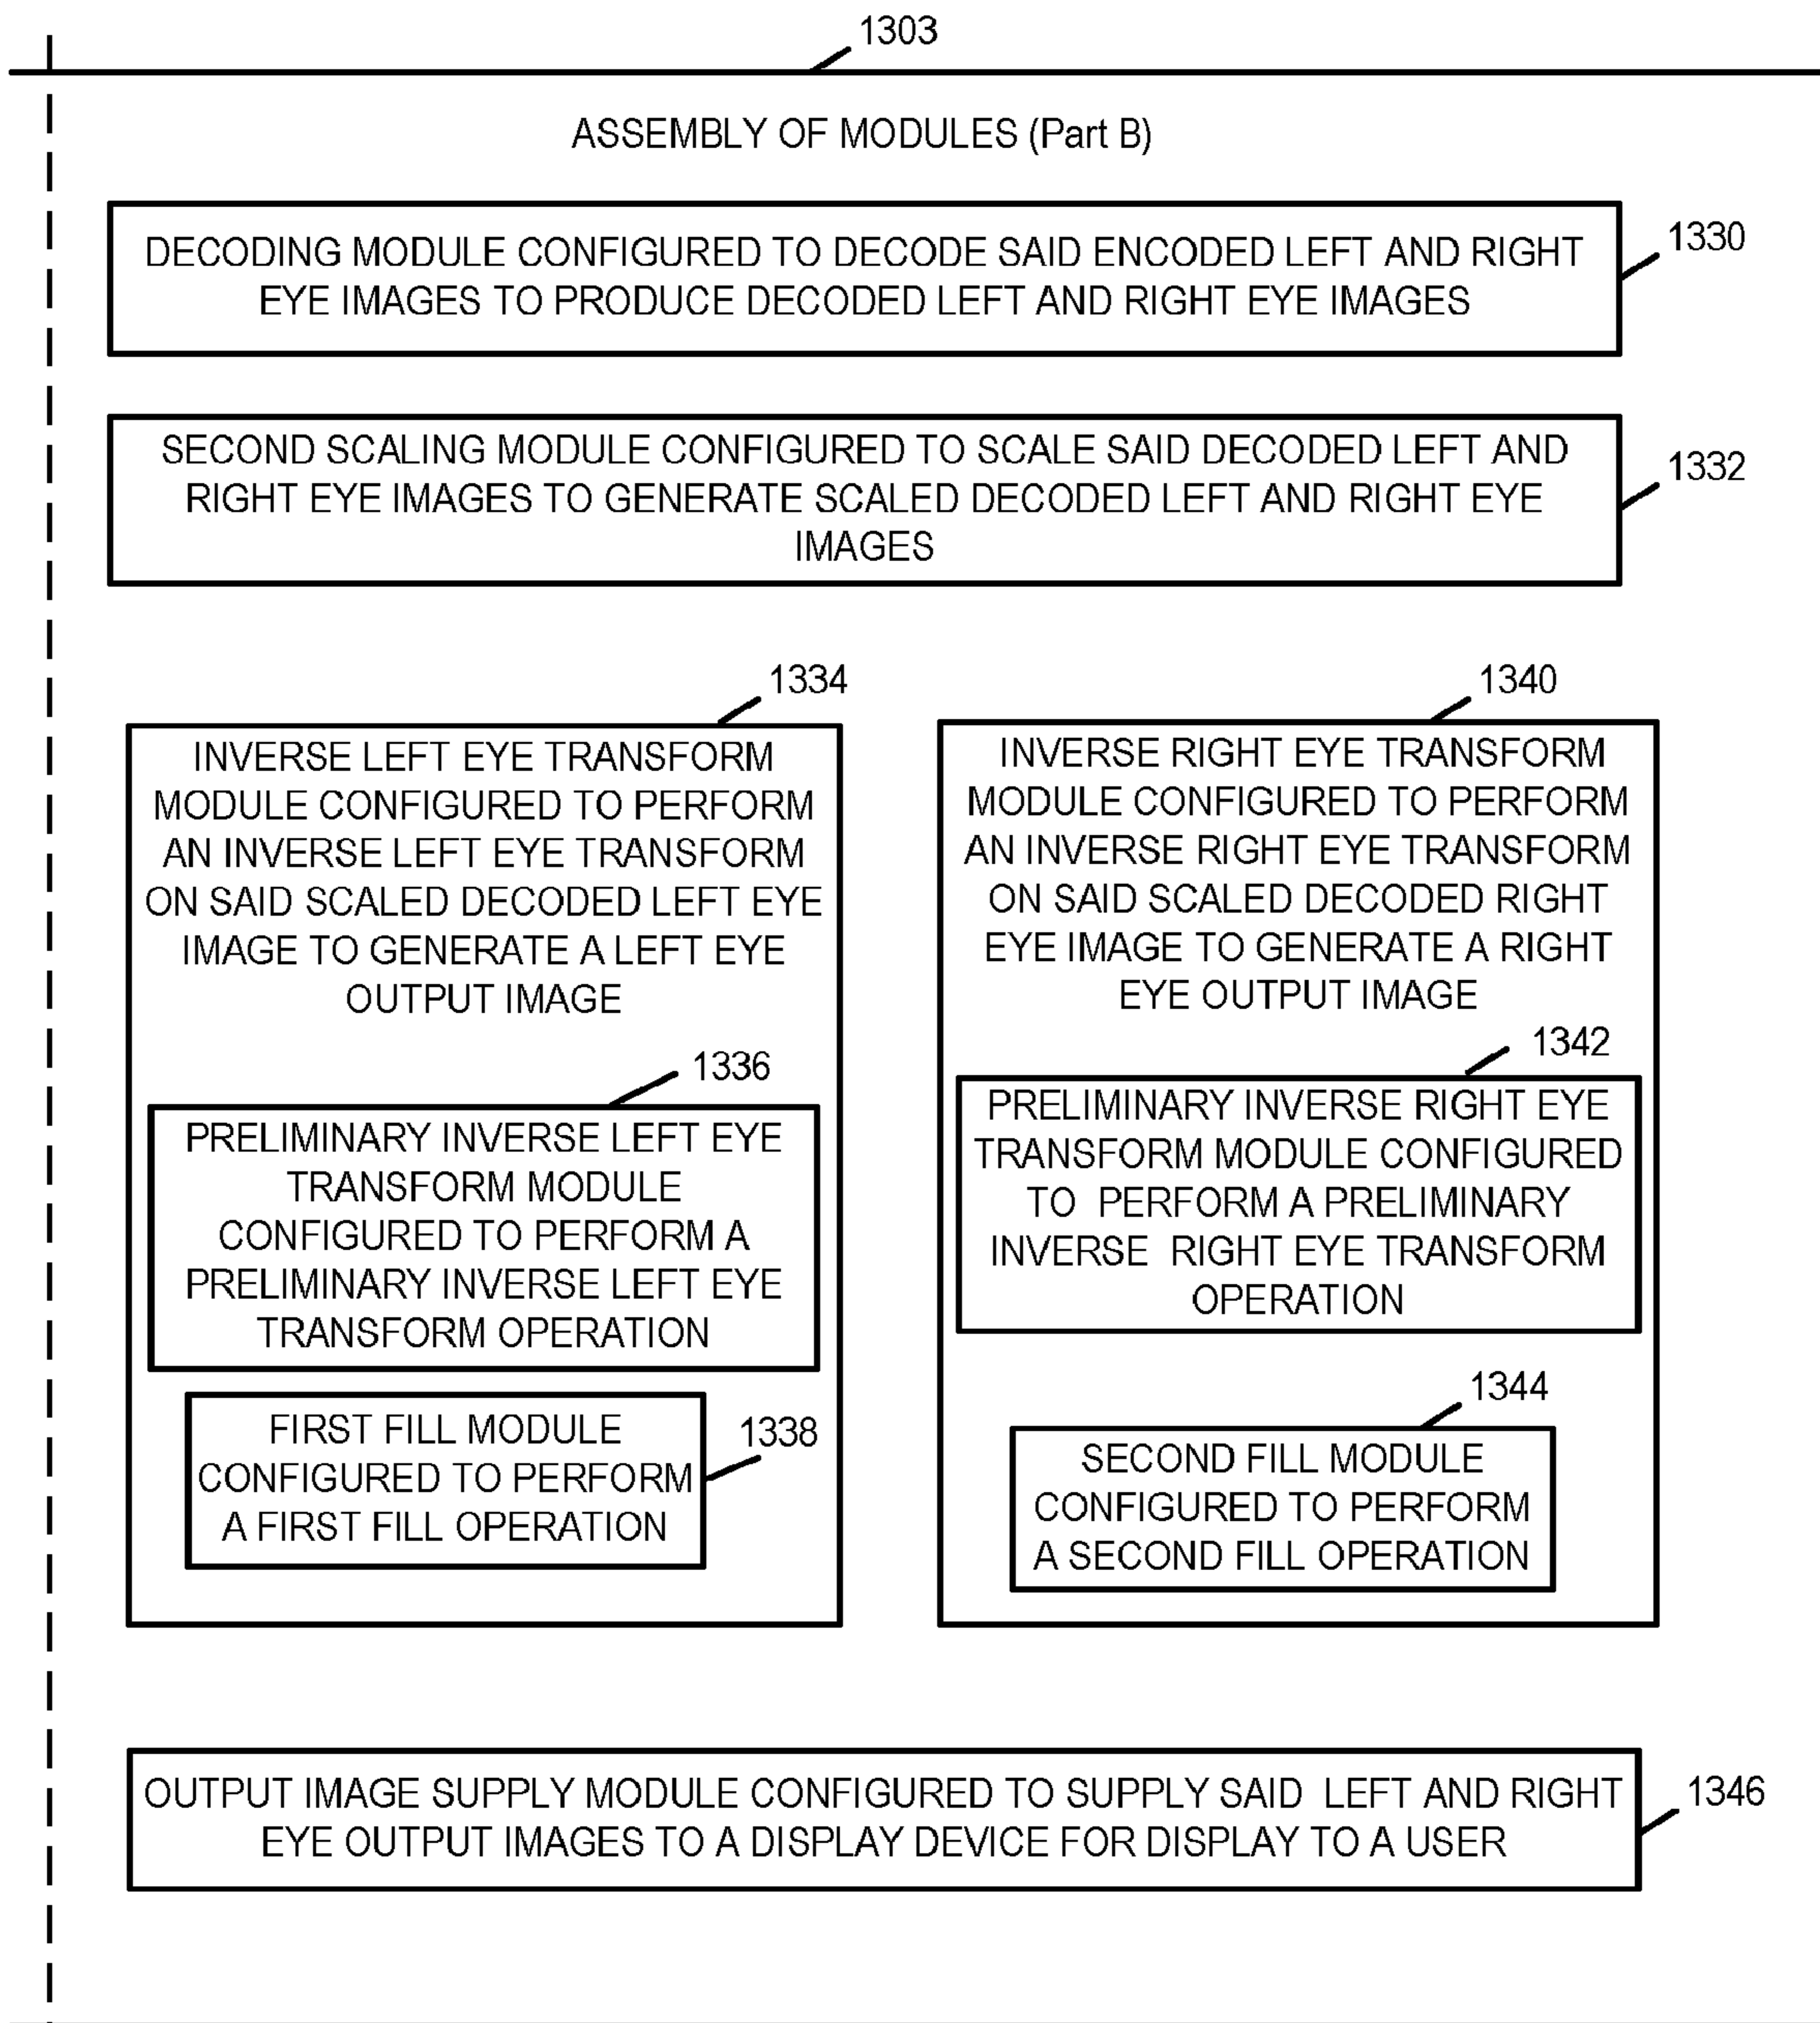 1303
ASSEMBLY OF MODULES (Part B)
DECODING MODULE CONFIGURED TO DECODE SAID ENCODED LEFT AND RIGHT
EYE IMAGES TO PRODUCE DECODED LEFT AND RIGHT EYE IMAGES
1330
SECOND SCALING MODULE CONFIGURED TO SCALE SAID DECODED LEFT AND
RIGHT EYE IMAGES TO GENERATE SCALED DECODED LEFT AND RIGHT EYE
IMAGES
1332
1334
INVERSE LEFT EYE TRANSFORM
MODULE CONFIGURED TO PERFORM
AN INVERSE LEFT EYE TRANSFORM
ON SAID SCALED DECODED LEFT EYE
IMAGE TO GENERATE A LEFT EYE
OUTPUT IMAGE
1336
PRELIMINARY INVERSE LEFT EYE
TRANSFORM MODULE
CONFIGURED TO PERFORM A
PRELIMINARY INVERSE LEFT EYE
TRANSFORM OPERATION
FIRST FILL MODULE
CONFIGURED TO PERFORM
A FIRST FILL OPERATION
1338
1340
INVERSE RIGHT EYE TRANSFORM
MODULE CONFIGURED TO PERFORM
AN INVERSE RIGHT EYE TRANSFORM
ON SAID SCALED DECODED RIGHT
EYE IMAGE TO GENERATE A RIGHT
EYE OUTPUT IMAGE
1342
PRELIMINARY INVERSE RIGHT EYE
TRANSFORM MODULE CONFIGURED
TO PERFORM A PRELIMINARY
INVERSE RIGHT EYE TRANSFORM
OPERATION
1344
SECOND FILL MODULE
CONFIGURED TO PERFORM
A SECOND FILL OPERATION
OUTPUT IMAGE SUPPLY MODULE CONFIGURED TO SUPPLY SAID LEFT AND RIGHT
EYE OUTPUT IMAGES TO A DISPLAY DEVICE FOR DISPLAY TO A USER
1346